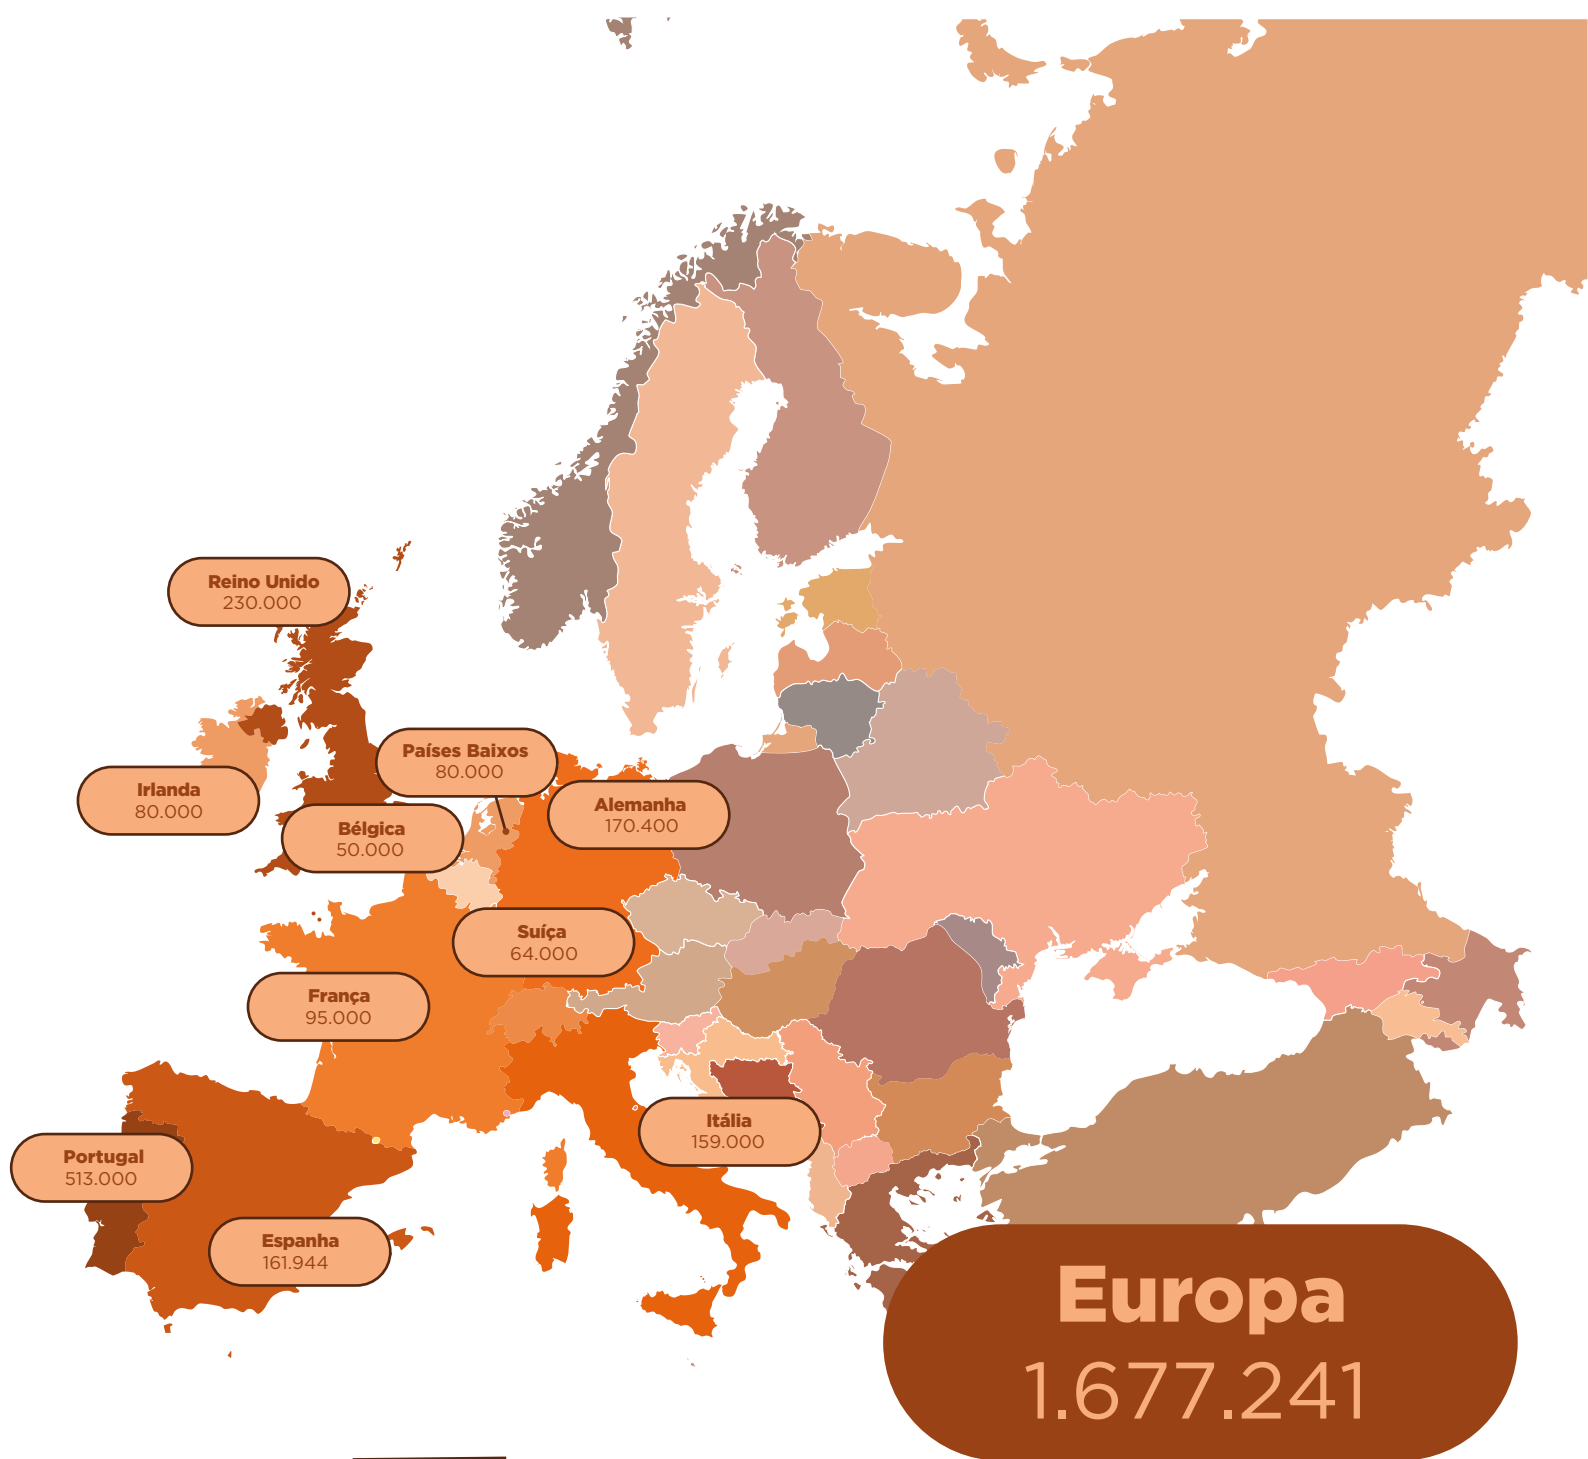 Reino Unido
230.000
Países Baixos
80.000
Irlanda
80.000
Alemanha
170.400
Bélgica
50.000
Suíça
64.000
França
95.000
Itália
159.000
Portugal
513.000
Espanha
161.944
Europa
1.677.241